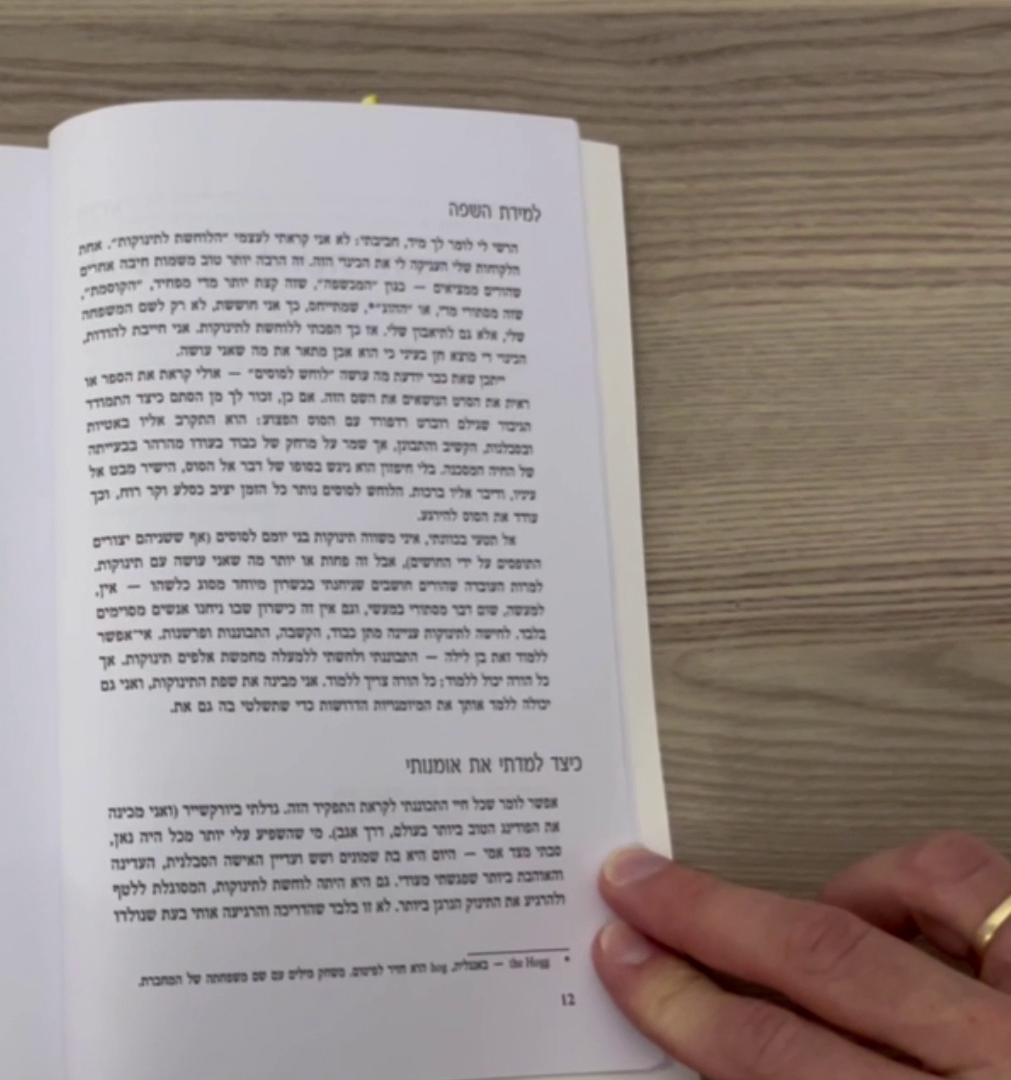 למידת השפה
הרשי לי לומר לך מיד, חביבתי: לא אני קראתי לעצמי "הלוחשת לתינוקות". אחת
הלקוחות שלי העניקה לי את הכינוי הזה. זה הרבה יותר טוב משמות חיבה אחרים
שהורים ממציאים — כגון "המכשפה", שזה קצת יותר מדי מפחיד, "הקוסמת",
שזה מסתורי מדי, או "ההוג"*, שמתייחס, כך אני חוששת, לא רק לשם המשפחה
שלי, אלא גם לתיאבון שלי. אז כך הפכתי ללוחשת לתינוקות. אני חייבת להודות,
הכינוי די מוצא חן בעיני כי הוא אכן מתאר את מה שאני עושה.
ייתכן שאת כבר יודעת מה עושה "לוחש לסוסים" — אולי קראת את הספר או
ראית את הסרט הנושאים את השם הזה. אם כן, זכור לך מן הסתם כיצד התמודד
הגיבור שגילם רוברט רדפורד עם הסוס הפצוע: הוא התקרב אליו באטיות
ובסבלנות, הקשיב והתבונן, אך שמר על מרחק של כבוד בעודו מהרהר בבעייתה
של החיה המסכנה. בלי חיפזון הוא ניגש בסופו של דבר אל הסוס, הישיר מבט אל
עיניו, ודיבר אליו ברכות. הלוחש לסוסים נותר כל הזמן יציב כסלע וקר רוח, וכך
עודד את הסוס להירגע.
אל תטעי בכוונתי, איני משווה תינוקות בני יומם לסוסים (אף ששניהם יצורים
התופסים על ידי החושים), אבל זה פחות או יותר מה שאני עושה עם תינוקות.
למרות העובדה שהורים חושבים שניחנתי בכשרון מיוחד מסוג כלשהו — אין,
למעשה, שום דבר מסתורי במעשי, וגם אין זה כישרון שבו ניחנו אנשים מסוימים
בלבד. לחישה לתינוקות עניינה מתן כבוד, הקשבה, התבוננות ופרשנות. אי־אפשר
ללמוד זאת בן לילה — התבוננתי ולחשתי ללמעלה מחמשת אלפים תינוקות. אך
כל הורה יכול ללמוד; כל הורה צריך ללמוד. אני מבינה את שפת התינוקות, ואני גם
יכולה ללמד אותך את המיומנויות הדרושות כדי שתשלטי בה גם את.
כיצד למדתי את אומנותי
אפשר לומר שכל חיי התכוננתי לקראת התפקיד הזה. גדלתי ביורקשייר (ואני מכינה
את הפודינג הטוב ביותר בעולם, דרך אגב). מי שהשפיע עלי יותר מכל היה נאן,
סבתי מצד אמי — היום היא בת שמונים ושש ועדיין האישה הסבלנית, העדינה
והאוהבת ביותר שפגשתי מעודי. גם היא היתה לוחשת לתינוקות, המסוגלת ללטף
ולהרגיע את התינוק הנרגן ביותר. לא זו בלבד שהדריכה והרגיעה אותי בעת שנולדו
* the Hogg — באנגלית, hog הוא חזיר לפיטום. משחק מילים עם שם משפחתה של המחברת.
12